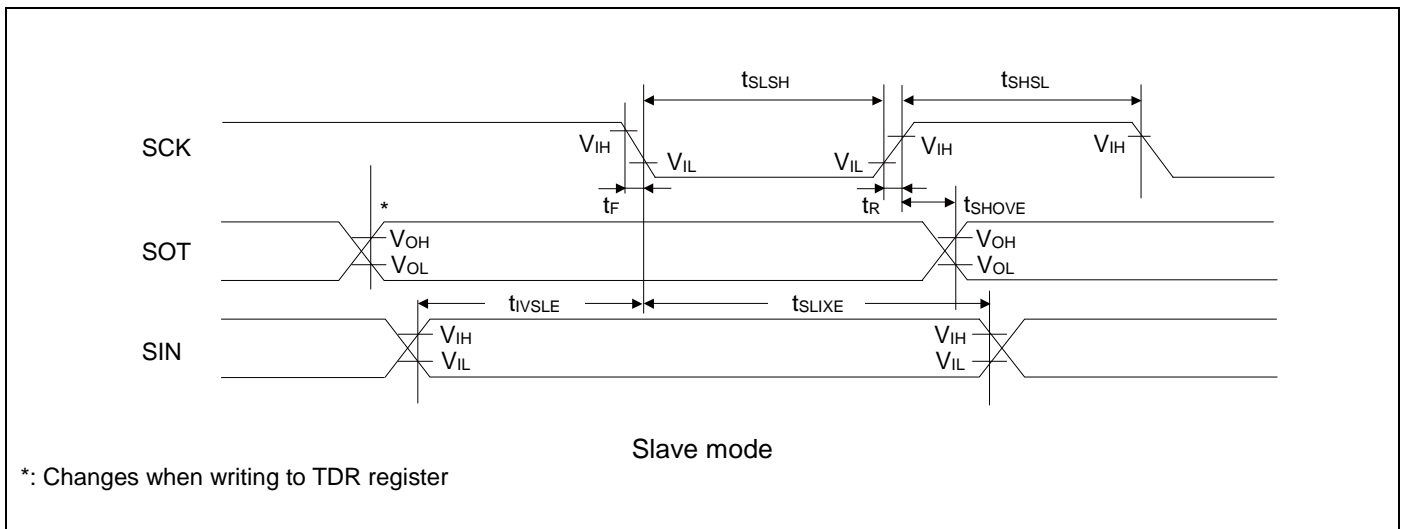 tSLSH
tSHSL
SCK
VIH
VIL
VIL
VIH
VIH
tF
tR
tSHOVE
*
SOT
VOH
VOL
VOH
VOL
tIVSLE
tSLIXE
SIN
VIH
VIL
VIH
VIL
Slave mode
*: Changes when writing to TDR register